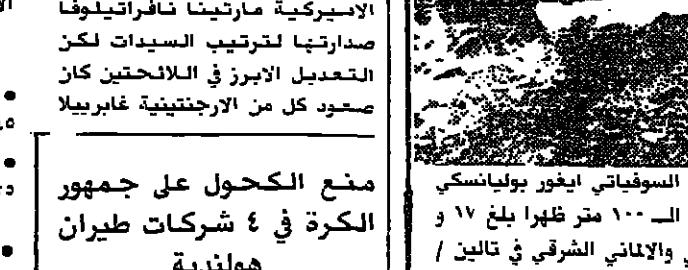 الاميركية مارتينا نافراتيلوفا
صدارتها لترتيب السيدات لكن
التعديل الابرز في اللائحتين كان
صعود كل من الارجنتينية غابرييلا
منع الكحول على جمهور
الكرة في ٤ شركات طيران
هولندية
السوفياتي ايغور بوليانسكي
الـ ١٠٠ متر ظهرا بلغ ١٧ و
والالماني الشرقي في تالين /